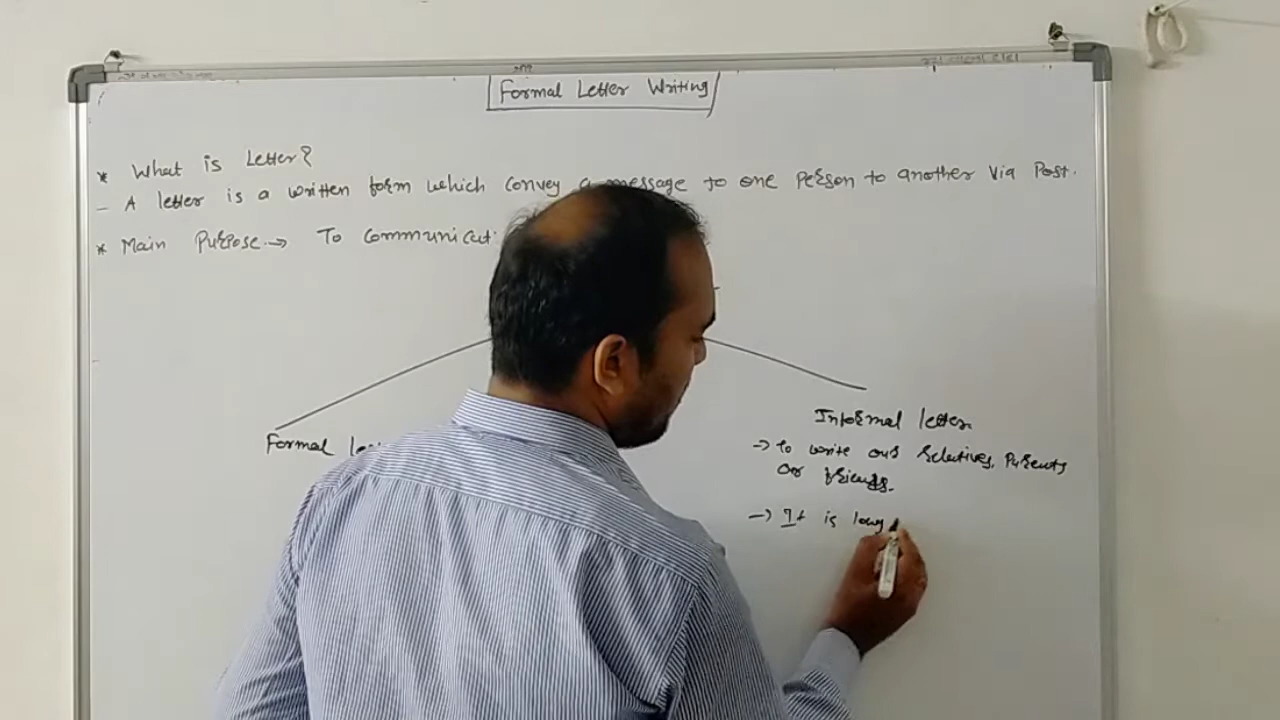 Formal Letter Writing
* What is Letter?
– A letter is a written form which convey a message to one person to another via Post.
* Main Purpose → To Communicat
Formal
Informal letter
→ to write our relatives, Parents
or friends.
→ It is long